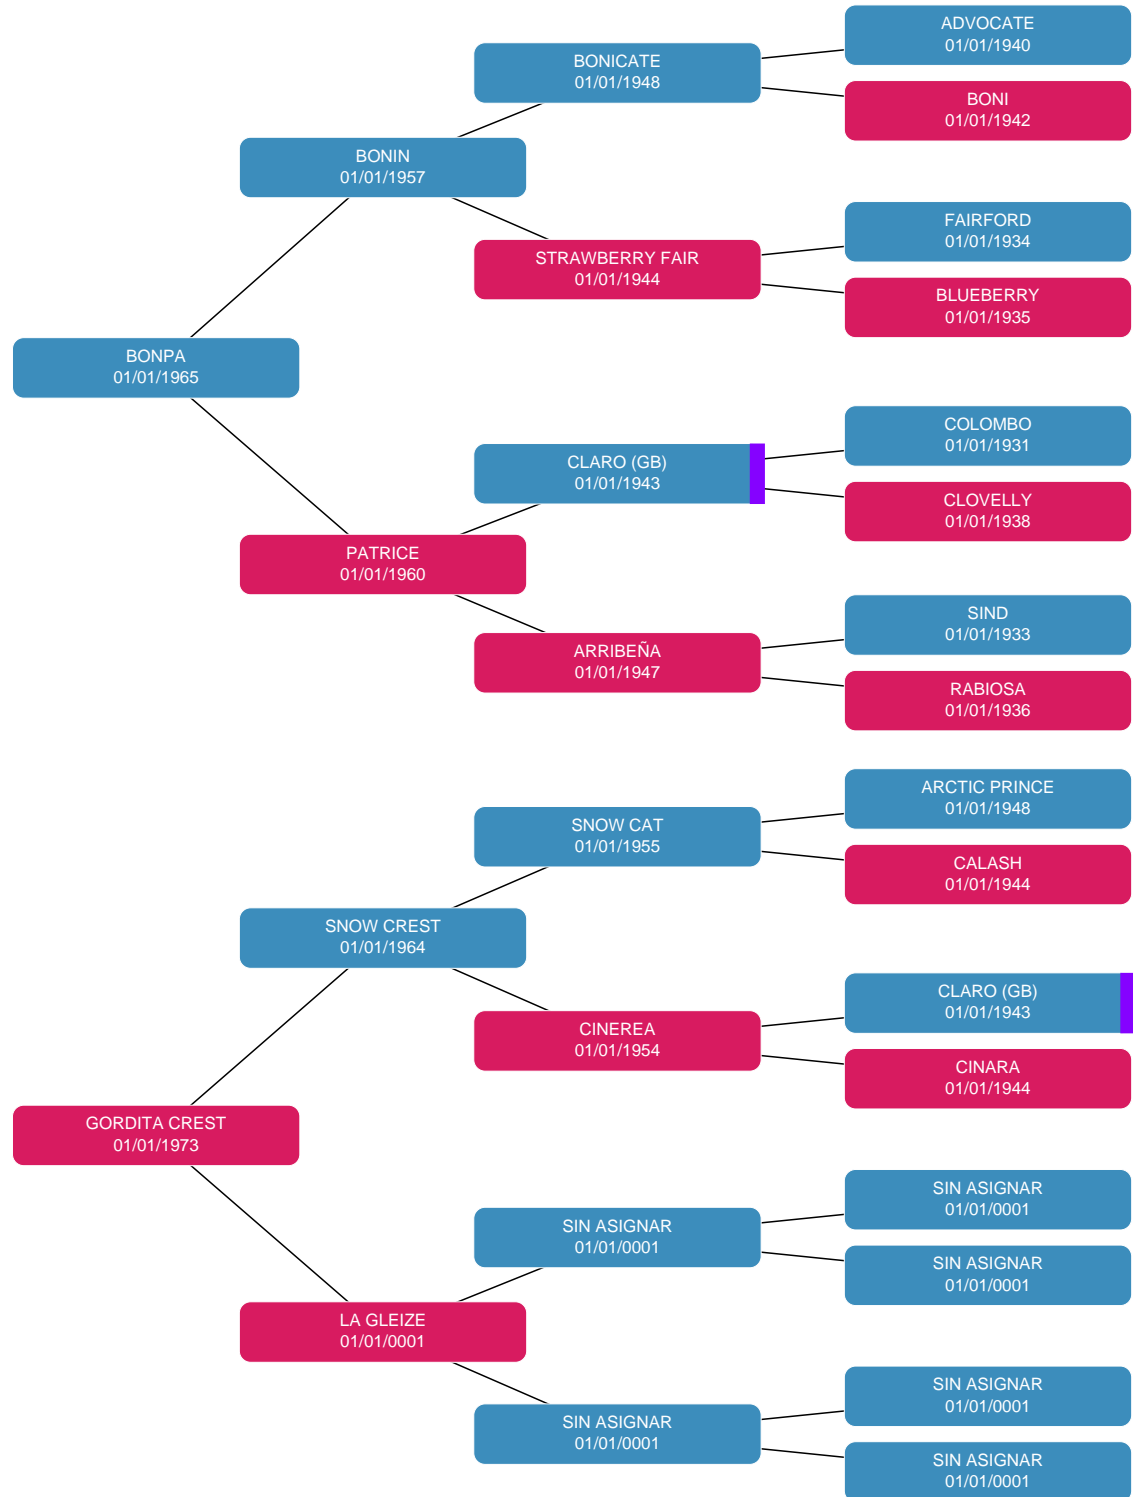 ADVOCATE
01/01/1940
BONICATE
01/01/1948
BONI
01/01/1942
BONIN
01/01/1957
FAIRFORD
01/01/1934
STRAWBERRY FAIR
01/01/1944
BLUEBERRY
01/01/1935
BONPA
01/01/1965
COLOMBO
01/01/1931
CLARO (GB)
01/01/1943
CLOVELLY
01/01/1938
PATRICE
01/01/1960
SIND
01/01/1933
ARRIBEÑA
01/01/1947
RABIOSA
01/01/1936
ARCTIC PRINCE
01/01/1948
SNOW CAT
01/01/1955
CALASH
01/01/1944
SNOW CREST
01/01/1964
CLARO (GB)
01/01/1943
CINEREA
01/01/1954
CINARA
01/01/1944
GORDITA CREST
01/01/1973
SIN ASIGNAR
01/01/0001
SIN ASIGNAR
01/01/0001
SIN ASIGNAR
01/01/0001
LA GLEIZE
01/01/0001
SIN ASIGNAR
01/01/0001
SIN ASIGNAR
01/01/0001
SIN ASIGNAR
01/01/0001